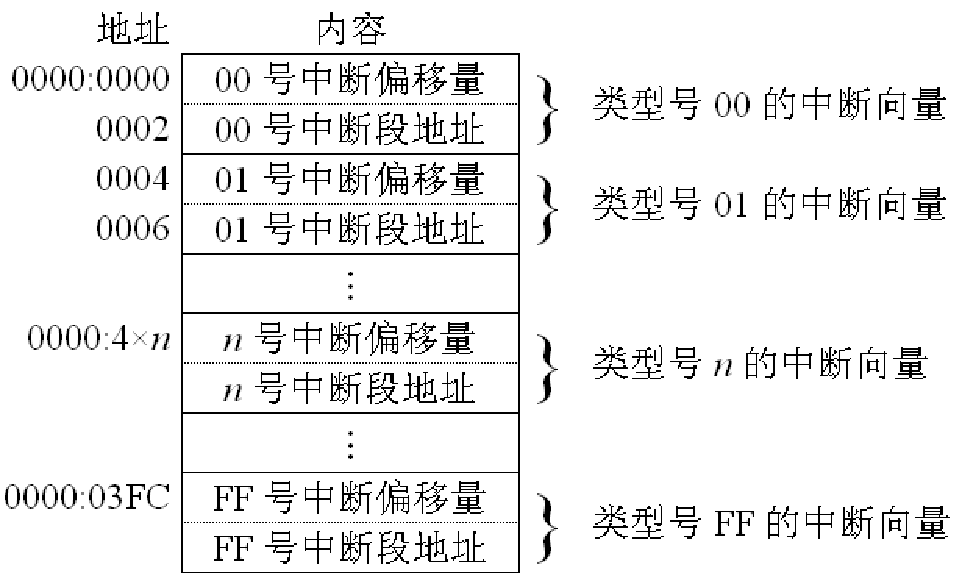 地址 内容
0000:0000 00 号中断偏移量
类型号 00 的中断向量
0002 00 号中断段地址
0004 01 号中断偏移量
类型号 01 的中断向量
0006 01 号中断段地址
⋮
0000:4×n n 号中断偏移量
类型号 n 的中断向量
n 号中断段地址
⋮
0000:03FC FF 号中断偏移量
类型号 FF 的中断向量
FF 号中断段地址